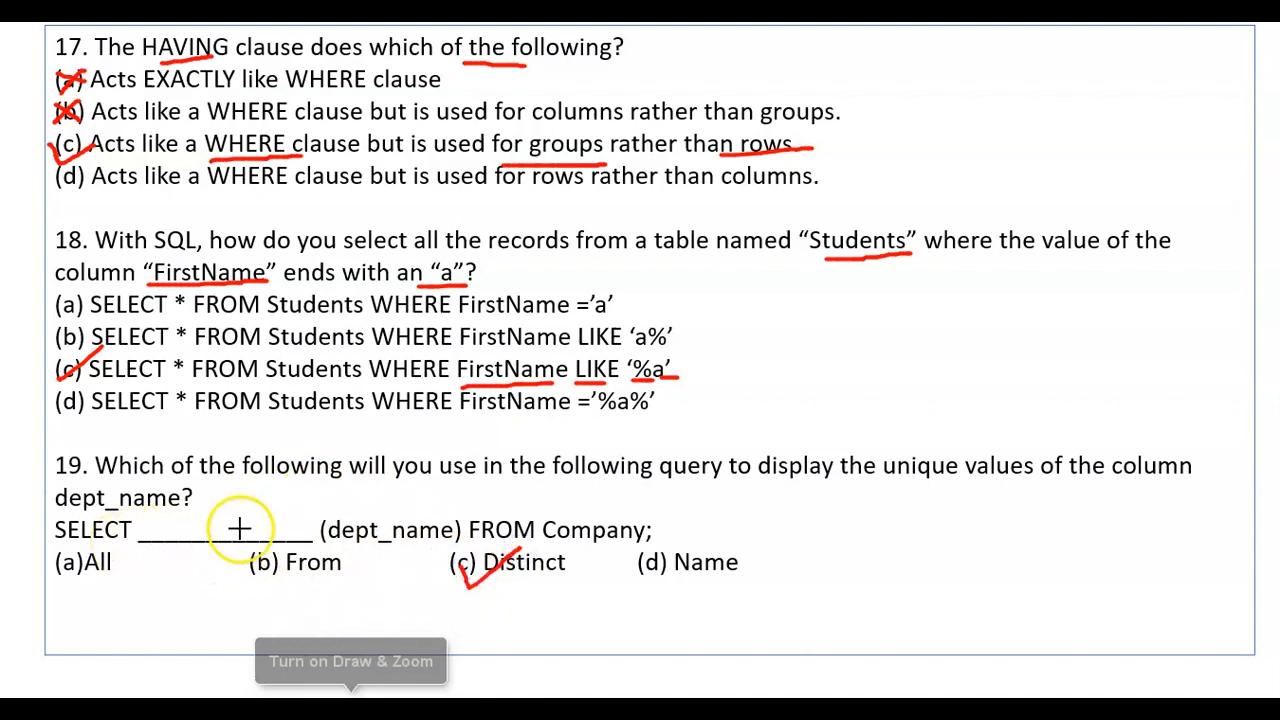 17. The HAVING clause does which of the following?
(a) Acts EXACTLY like WHERE clause
(b) Acts like a WHERE clause but is used for columns rather than groups.
(c) Acts like a WHERE clause but is used for groups rather than rows.
(d) Acts like a WHERE clause but is used for rows rather than columns.
18. With SQL, how do you select all the records from a table named “Students” where the value of the
column “FirstName” ends with an “a”?
(a) SELECT * FROM Students WHERE FirstName =’a’
(b) SELECT * FROM Students WHERE FirstName LIKE ‘a%’
(c) SELECT * FROM Students WHERE FirstName LIKE ‘%a’
(d) SELECT * FROM Students WHERE FirstName =’%a%’
19. Which of the following will you use in the following query to display the unique values of the column
dept_name?
SELECT _____________ (dept_name) FROM Company;
(a)All (b) From (c) Distinct (d) Name
Turn on Draw & Zoom